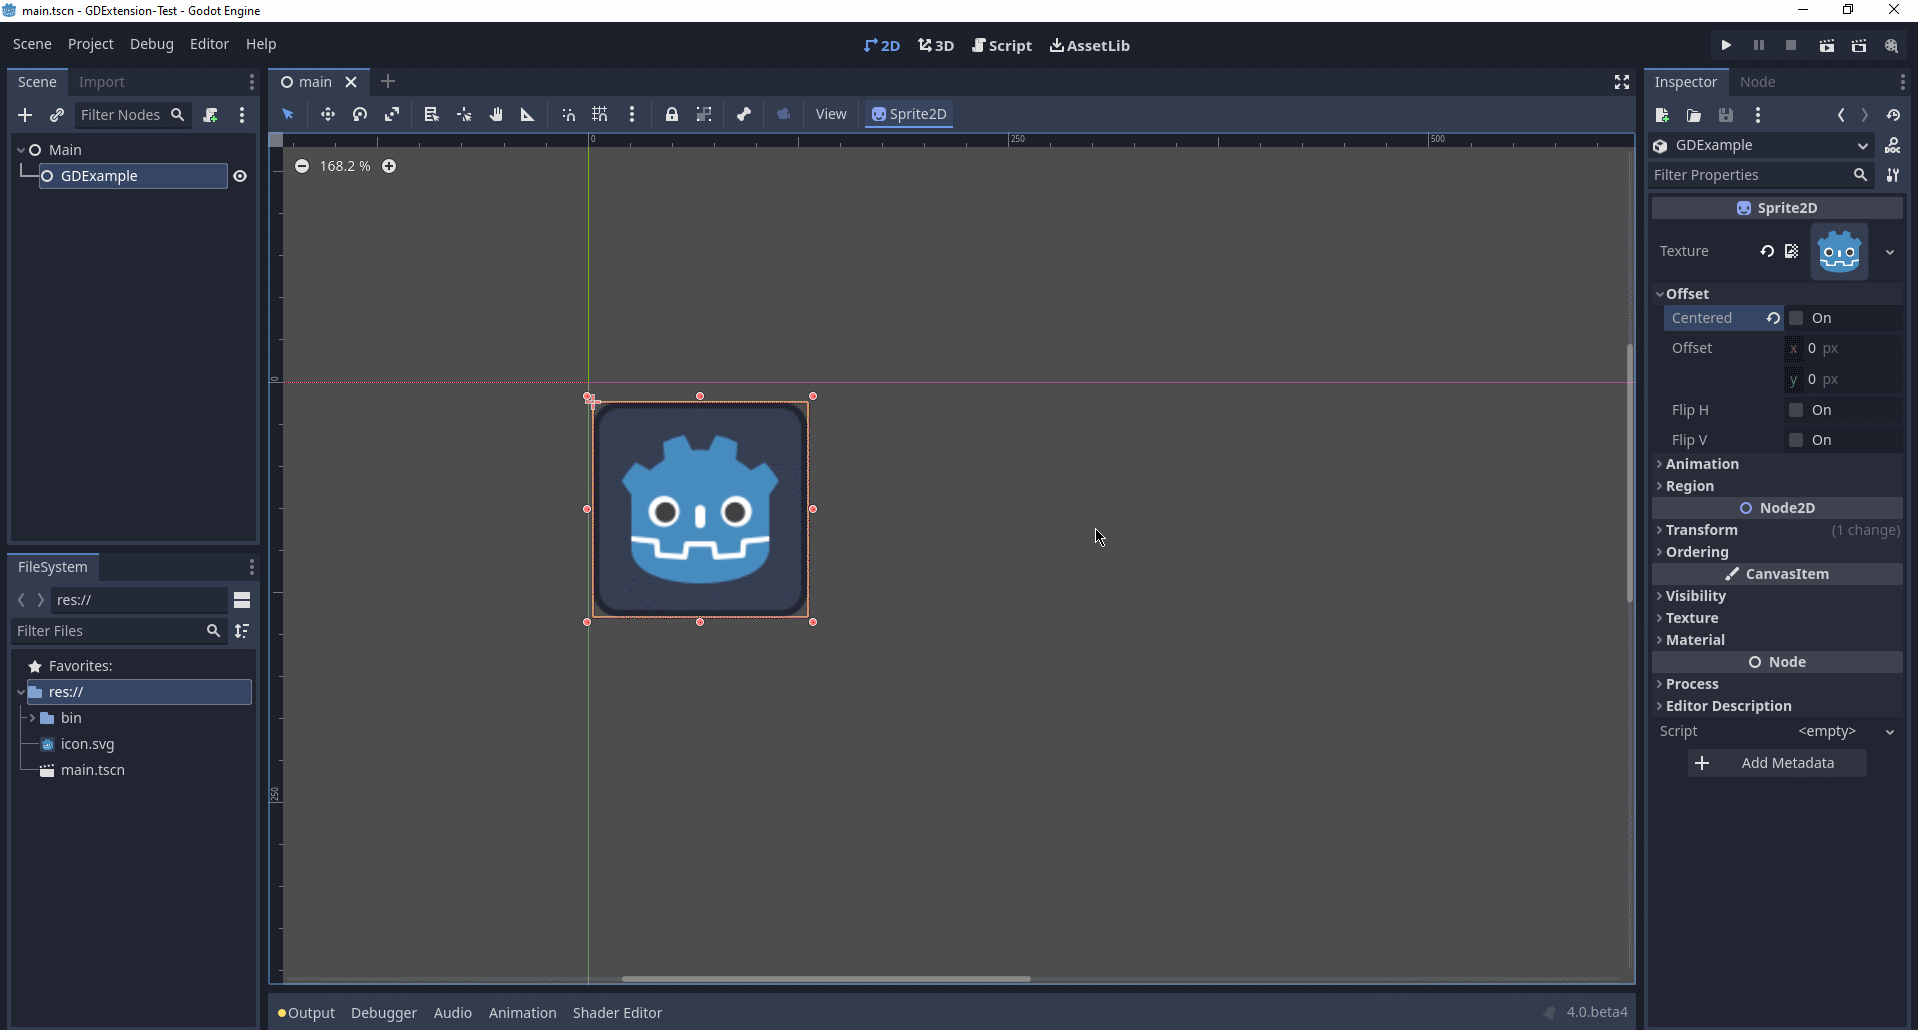 main.tscn - GDExtension-Test - Godot Engine
Scene Project Debug Editor Help
2D 3D Script AssetLib
Scene Import
Filter Nodes
Main
GDExample
FileSystem
res://
Filter Files
Favorites:
res://
bin
icon.svg
main.tscn
main
View Sprite2D
0 250 500
168.2 %
0
250
Output Debugger Audio Animation Shader Editor
4.0.beta4
Inspector Node
GDExample
Filter Properties
Sprite2D
Texture
Offset
Centered On
Offset x 0 px
y 0 px
Flip H On
Flip V On
Animation
Region
Node2D
Transform (1 change)
Ordering
CanvasItem
Visibility
Texture
Material
Node
Process
Editor Description
Script <empty>
Add Metadata